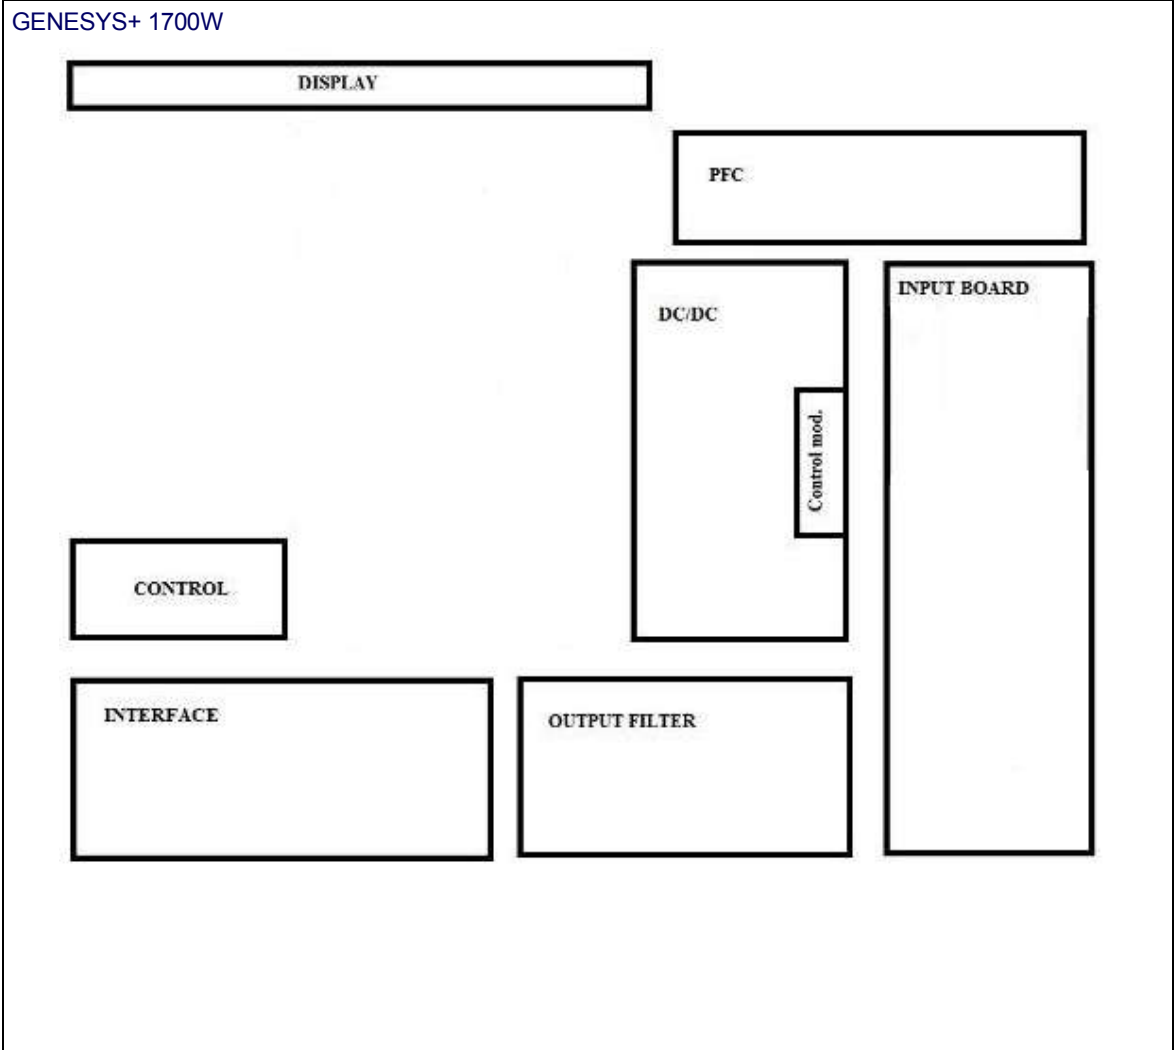 GENESYS+ 1700W
DISPLAY
PFC
INPUT BOARD
DC/DC
Control mod.
CONTROL
INTERFACE
OUTPUT FILTER